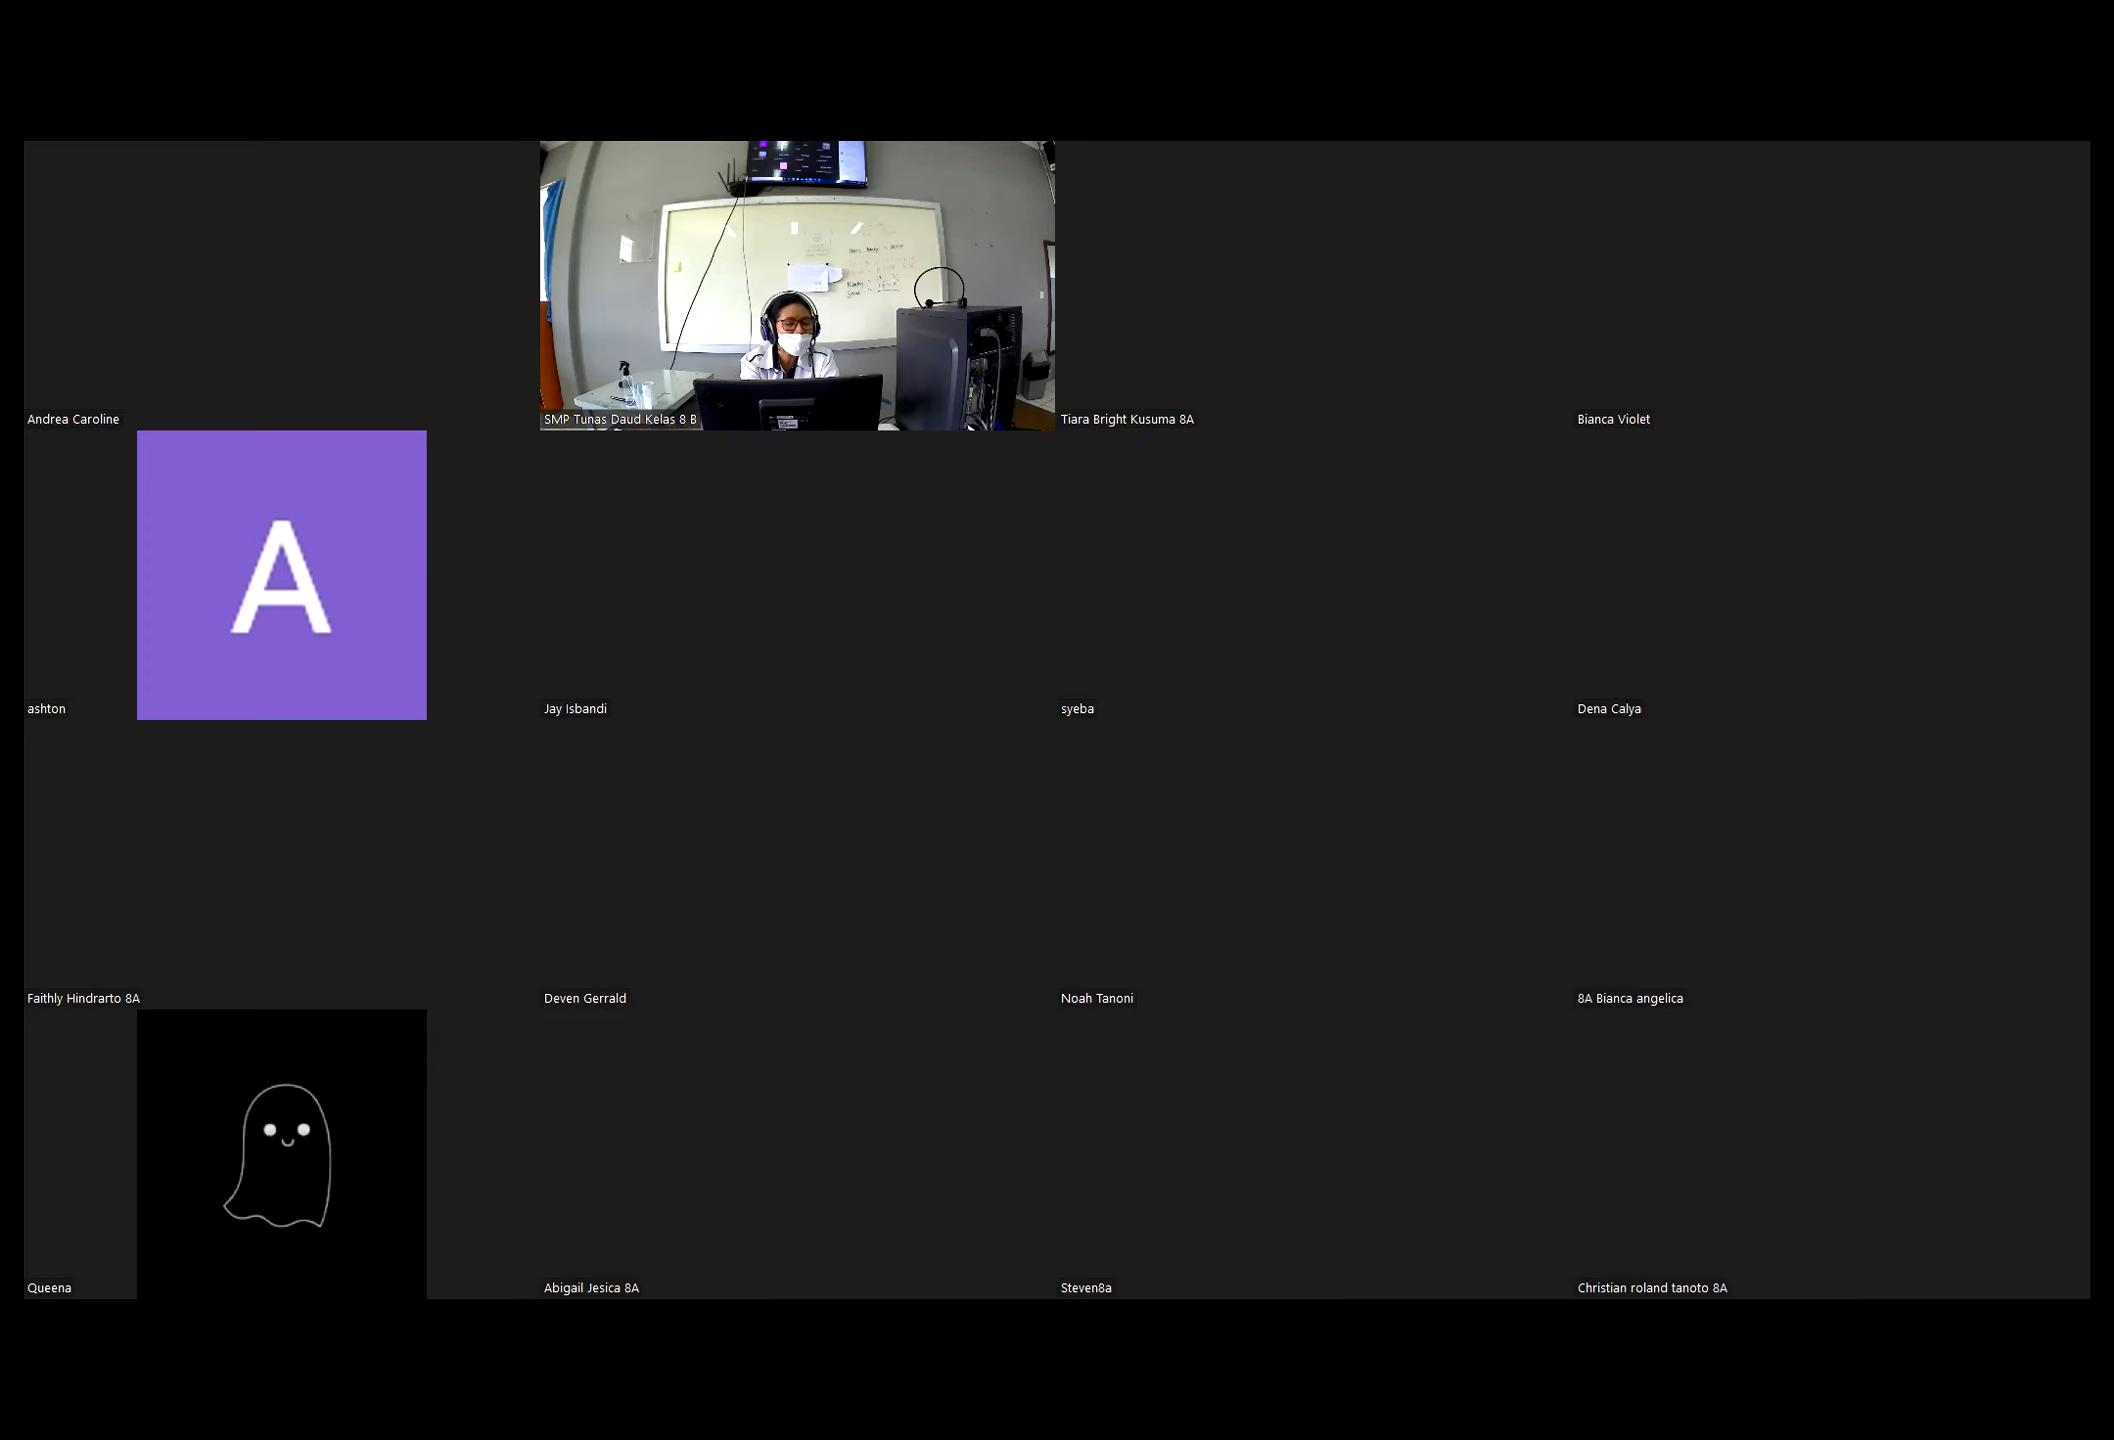 Andrea Caroline
SMP Tunas Daud Kelas 8 B
Tiara Bright Kusuma 8A
Bianca Violet
A
ashton
Jay Isbandi
syeba
Dena Calya
Faithly Hindrarto 8A
Deven Gerrald
Noah Tanoni
8A Bianca angelica
Queena
Abigail Jesica 8A
Steven8a
Christian roland tanoto 8A